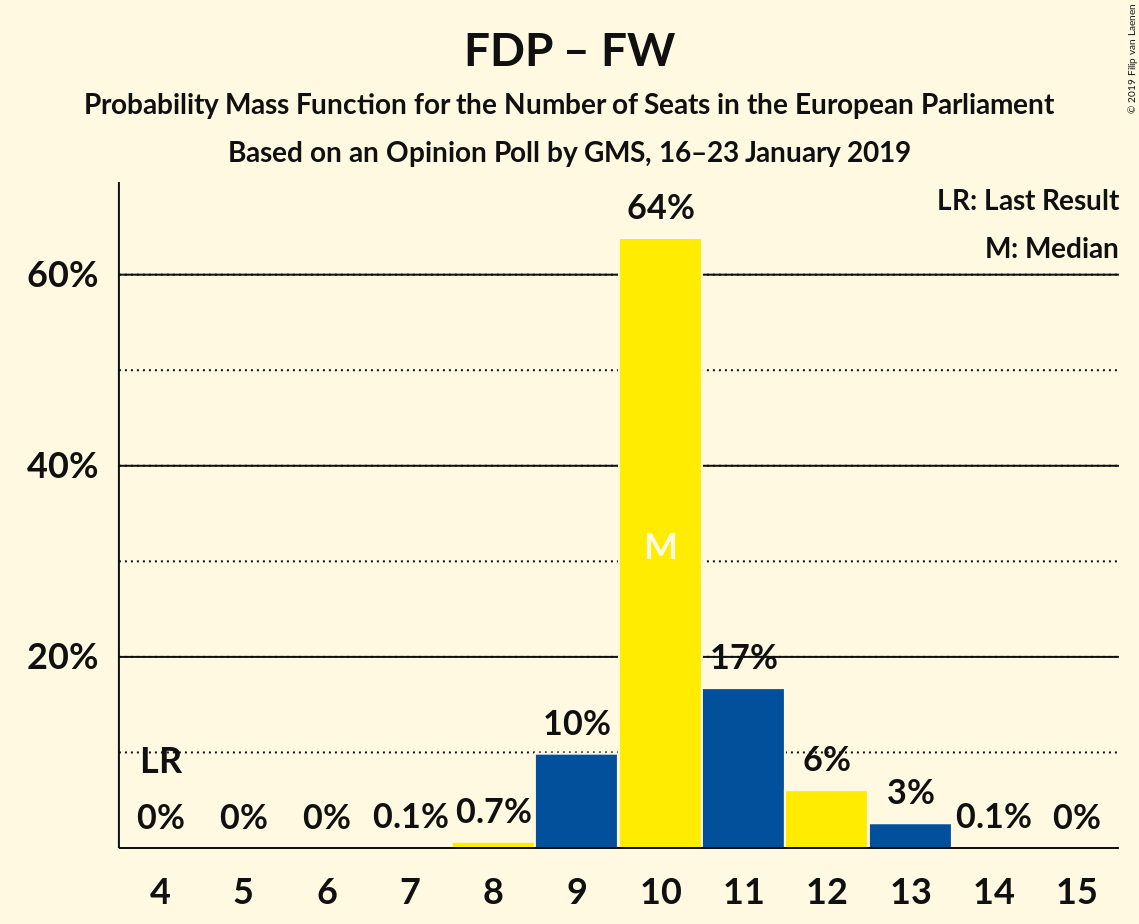 FDP – FW
Probability Mass Function for the Number of Seats in the European Parliament
Based on an Opinion Poll by GMS, 16–23 January 2019
© 2019 Filip van Laenen
LR: Last Result
M: Median
60%
40%
20%
64%
M
17%
10%
6%
3%
LR
0%
0%
0%
0.1%
0.7%
0.1%
0%
4 5 6 7 8 9 10 11 12 13 14 15